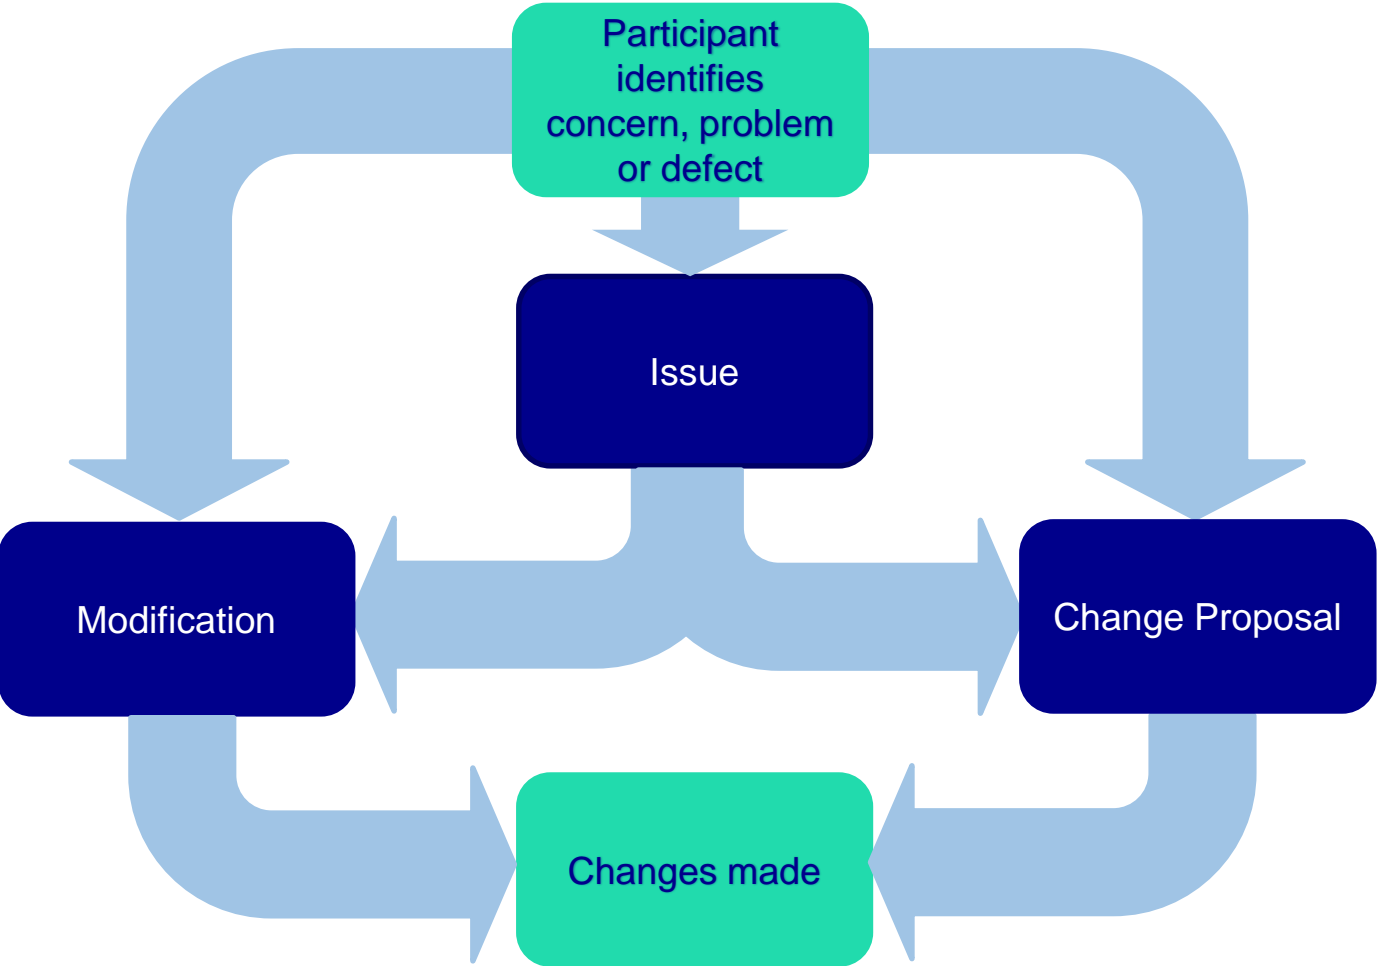 Participant
identifies
concern, problem
or defect
Issue
Modification
Change Proposal
Changes made